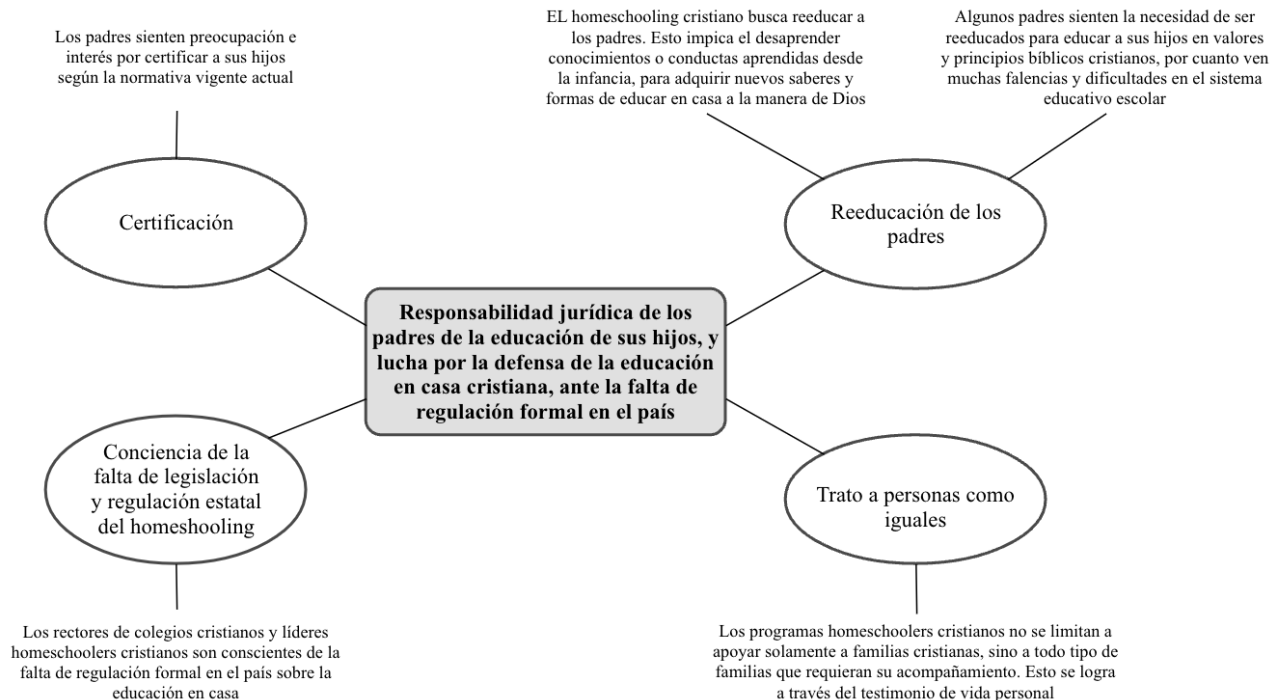 Los padres sienten preocupación e
interés por certificar a sus hijos
según la normativa vigente actual
EL homeschooling cristiano busca reeducar a
los padres. Esto impica el desaprender
conocimientos o conductas aprendidas desde
la infancia, para adquirir nuevos saberes y
formas de educar en casa a la manera de Dios
Algunos padres sienten la necesidad de ser
reeducados para educar a sus hijos en valores
y principios bíblicos cristianos, por cuanto ven
muchas falencias y dificultades en el sistema
educativo escolar
Certificación
Reeducación de los
padres
Responsabilidad jurídica de los
padres de la educación de sus hijos, y
lucha por la defensa de la educación
en casa cristiana, ante la falta de
regulación formal en el país
Conciencia de la
falta de legislación
y regulación estatal
del homeshooling
Trato a personas como
iguales
Los rectores de colegios cristianos y líderes
homeschoolers cristianos son conscientes de la
falta de regulación formal en el país sobre la
educación en casa
Los programas homeschoolers cristianos no se limitan a
apoyar solamente a familias cristianas, sino a todo tipo de
familias que requieran su acompañamiento. Esto se logra
a través del testimonio de vida personal